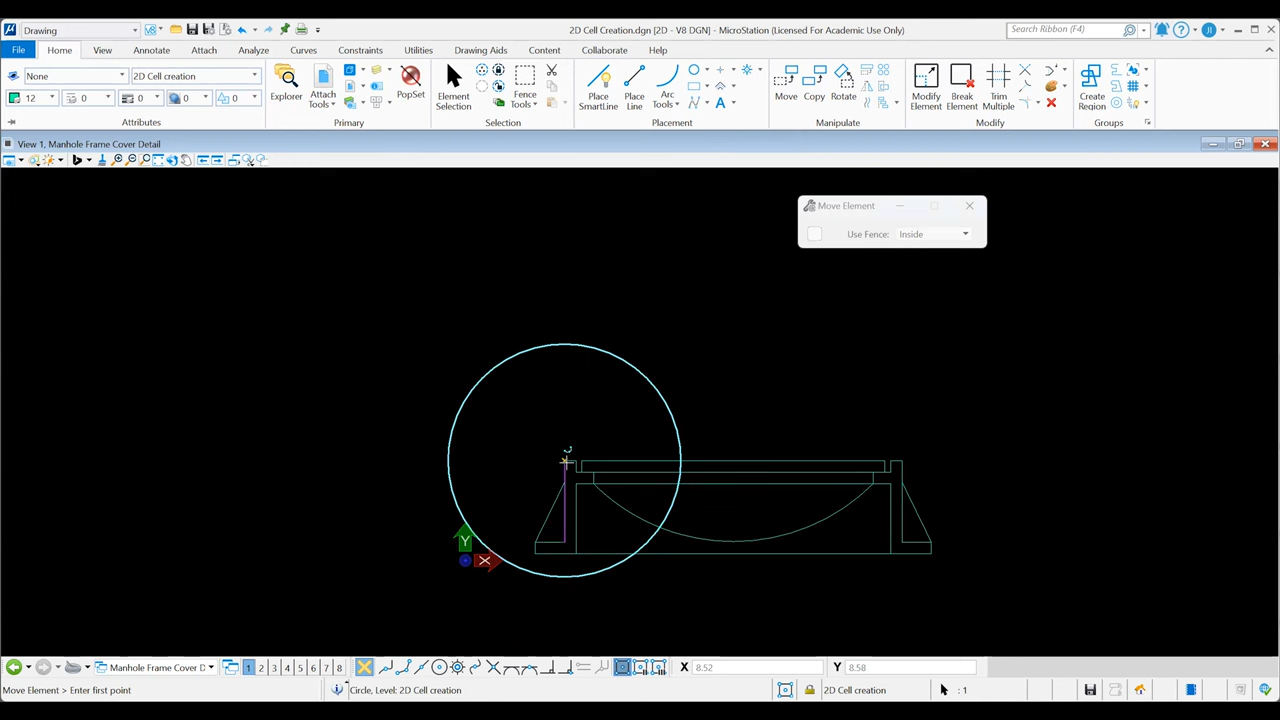 Drawing
2D Cell Creation.dgn [2D - V8 DGN] - MicroStation (Licensed For Academic Use Only)
Search Ribbon (F4)
JI
File Home View Annotate Attach Analyze Curves Constraints Utilities Drawing Aids Content Collaborate Help
None 2D Cell creation
12 0 0 0 0
Attributes
Explorer
Attach Tools
PopSet
Primary
Element Selection
Fence Tools
Selection
Place SmartLine
Place Line
Arc Tools
Placement
Move
Copy
Rotate
Manipulate
Modify Element
Break Element
Trim Multiple
Modify
Create Region
Groups
View 1, Manhole Frame Cover Detail
Move Element
Use Fence: Inside
Y
X
Manhole Frame Cover D 1 2 3 4 5 6 7 8 X 8.52 Y 8.58
Move Element > Enter first point Circle, Level: 2D Cell creation 2D Cell creation : 1